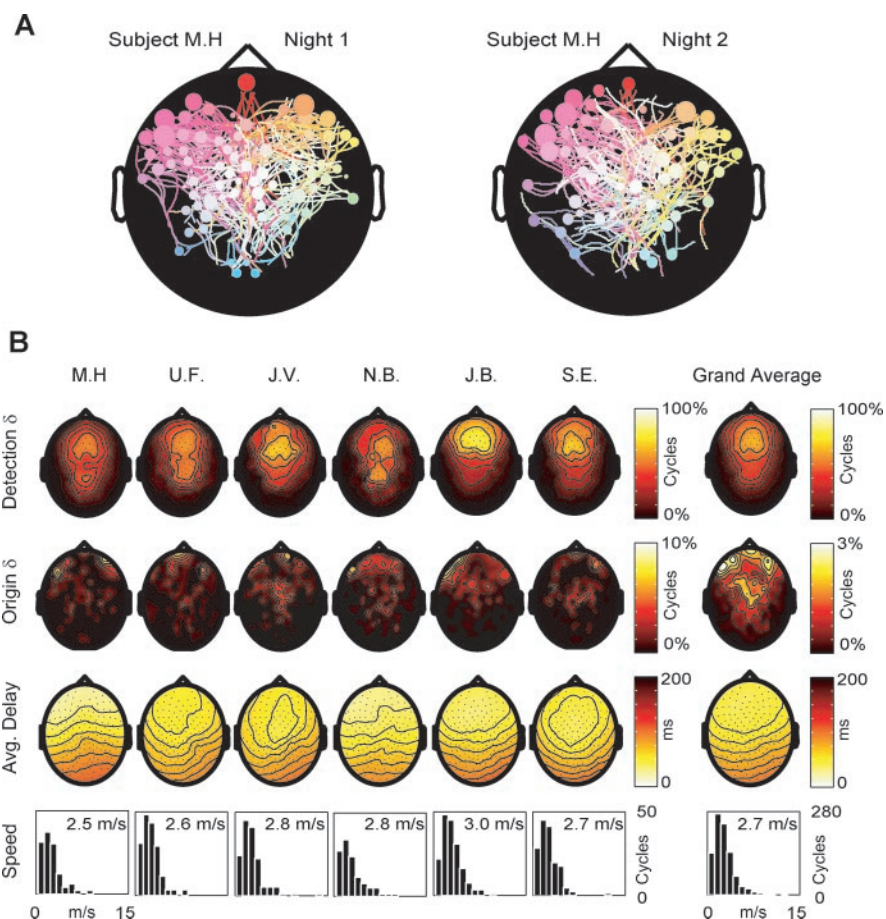 A
Subject M.H Night 1
Subject M.H Night 2
B
M.H U.F. J.V. N.B. J.B. S.E. Grand Average
Detection δ
100%
Cycles
0%
100%
Cycles
0%
Origin δ
10%
Cycles
0%
3%
Cycles
0%
Avg. Delay
200
ms
0
200
ms
0
Speed
2.5 m/s 2.6 m/s 2.8 m/s 2.8 m/s 3.0 m/s 2.7 m/s
50
Cycles
0
2.7 m/s
280
Cycles
0
0 m/s 15
0 m/s 15